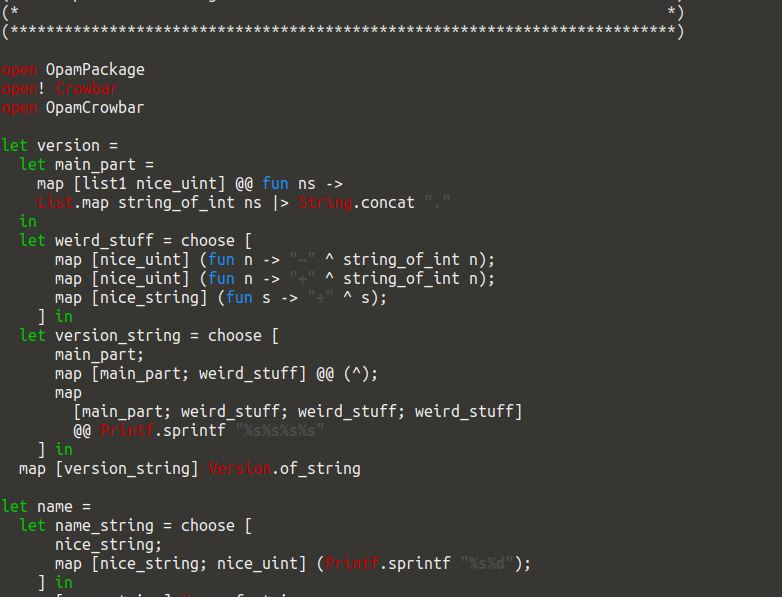 (*                                                                        *)
(**************************************************************************)

open OpamPackage
open! Crowbar
open OpamCrowbar

let version =
  let main_part =
    map [list1 nice_uint] @@ fun ns ->
    List.map string_of_int ns |> String.concat "."
  in
  let weird_stuff = choose [
      map [nice_uint] (fun n -> "~" ^ string_of_int n);
      map [nice_uint] (fun n -> "+" ^ string_of_int n);
      map [nice_string] (fun s -> "+" ^ s);
    ] in
  let version_string = choose [
      main_part;
      map [main_part; weird_stuff] @@ (^);
      map
        [main_part; weird_stuff; weird_stuff; weird_stuff]
        @@ Printf.sprintf "%s%s%s%s"
    ] in
  map [version_string] Version.of_string

let name =
  let name_string = choose [
      nice_string;
      map [nice_string; nice_uint] (Printf.sprintf "%s%d");
    ] in